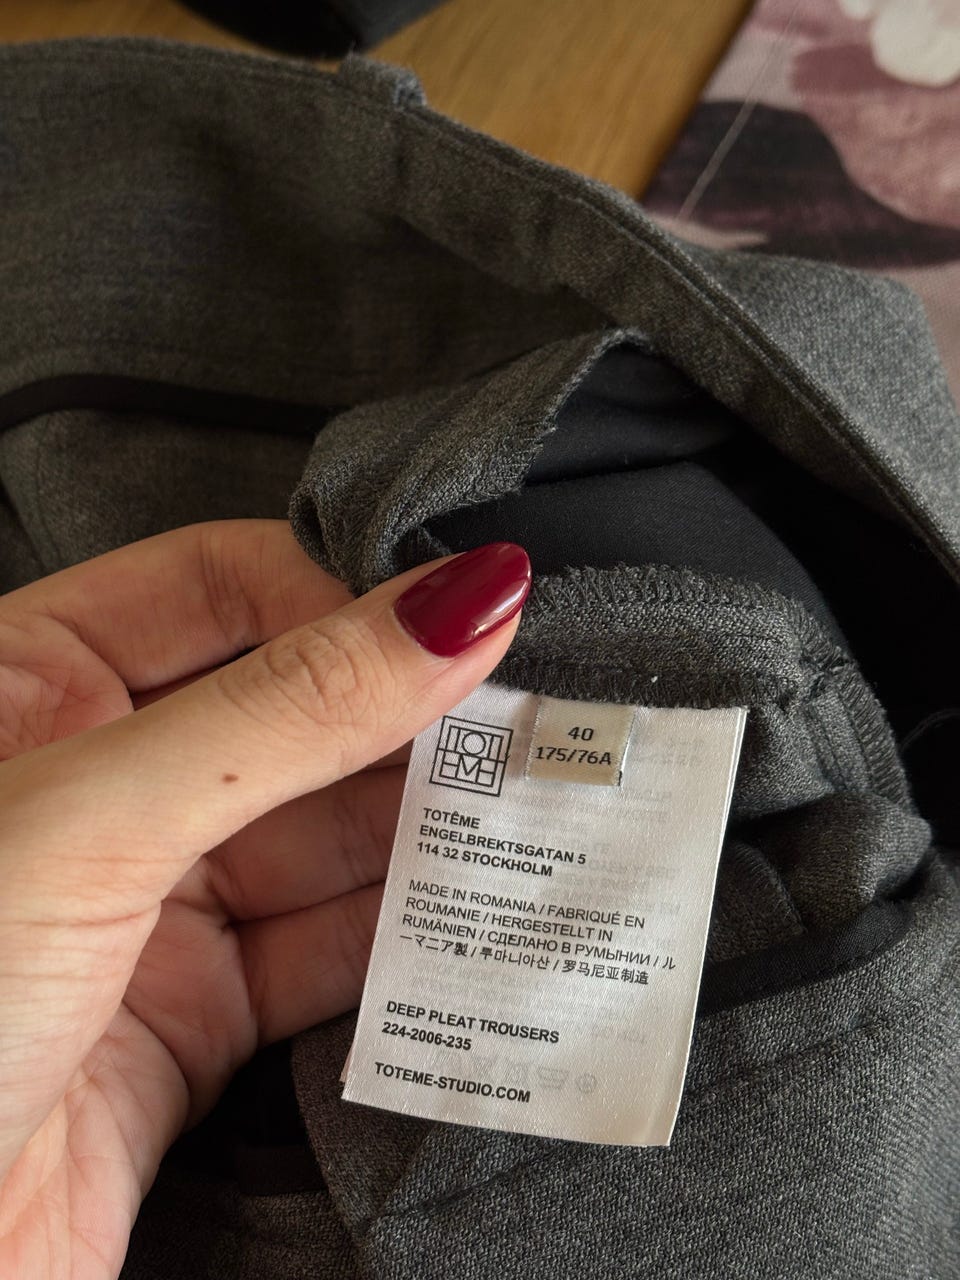 TOTEME
40
175/76A
TOTÊME
ENGELBREKTSGATAN 5
114 32 STOCKHOLM
MADE IN ROMANIA / FABRIQUÉ EN
ROUMANIE / HERGESTELLT IN
RUMÄNIEN / СДЕЛАНО В РУМЫНИИ / ル
ーマニア製 / 루마니아산 / 罗马尼亚制造
DEEP PLEAT TROUSERS
224-2006-235
TOTEME-STUDIO.COM